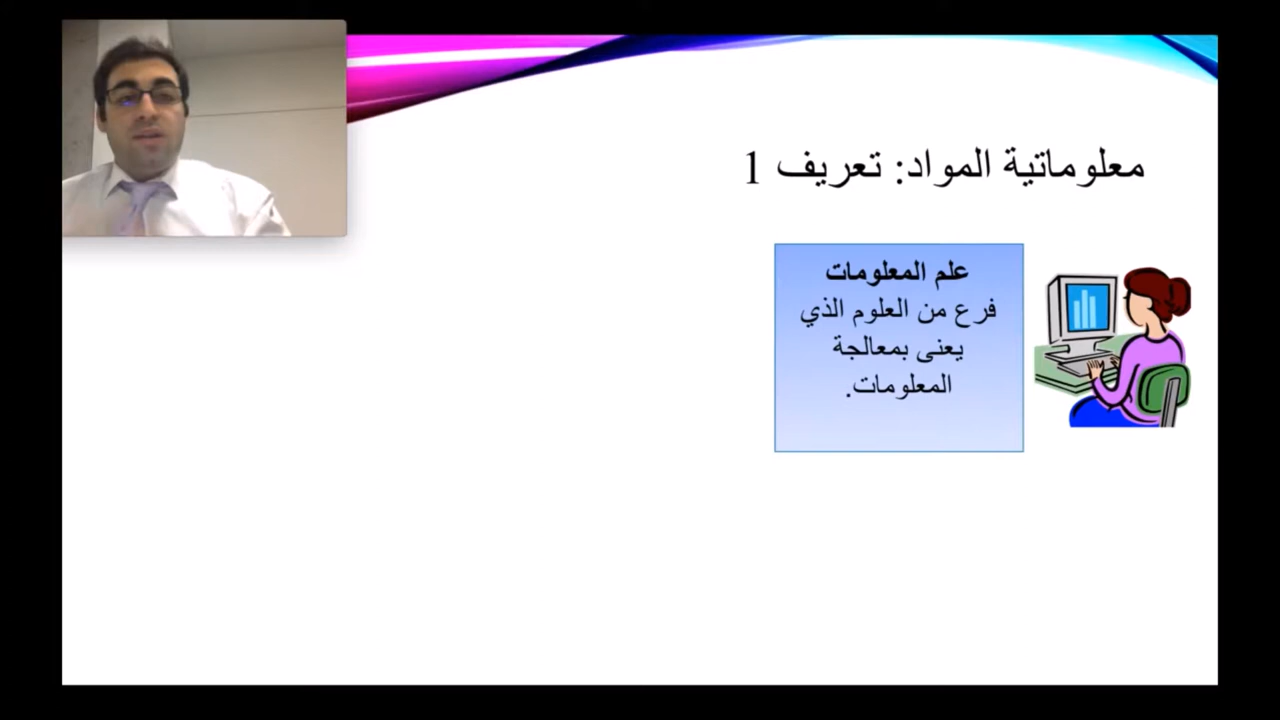 معلوماتية المواد: تعريف 1
علم المعلومات
فرع من العلوم الذي
يعنى بمعالجة
المعلومات.